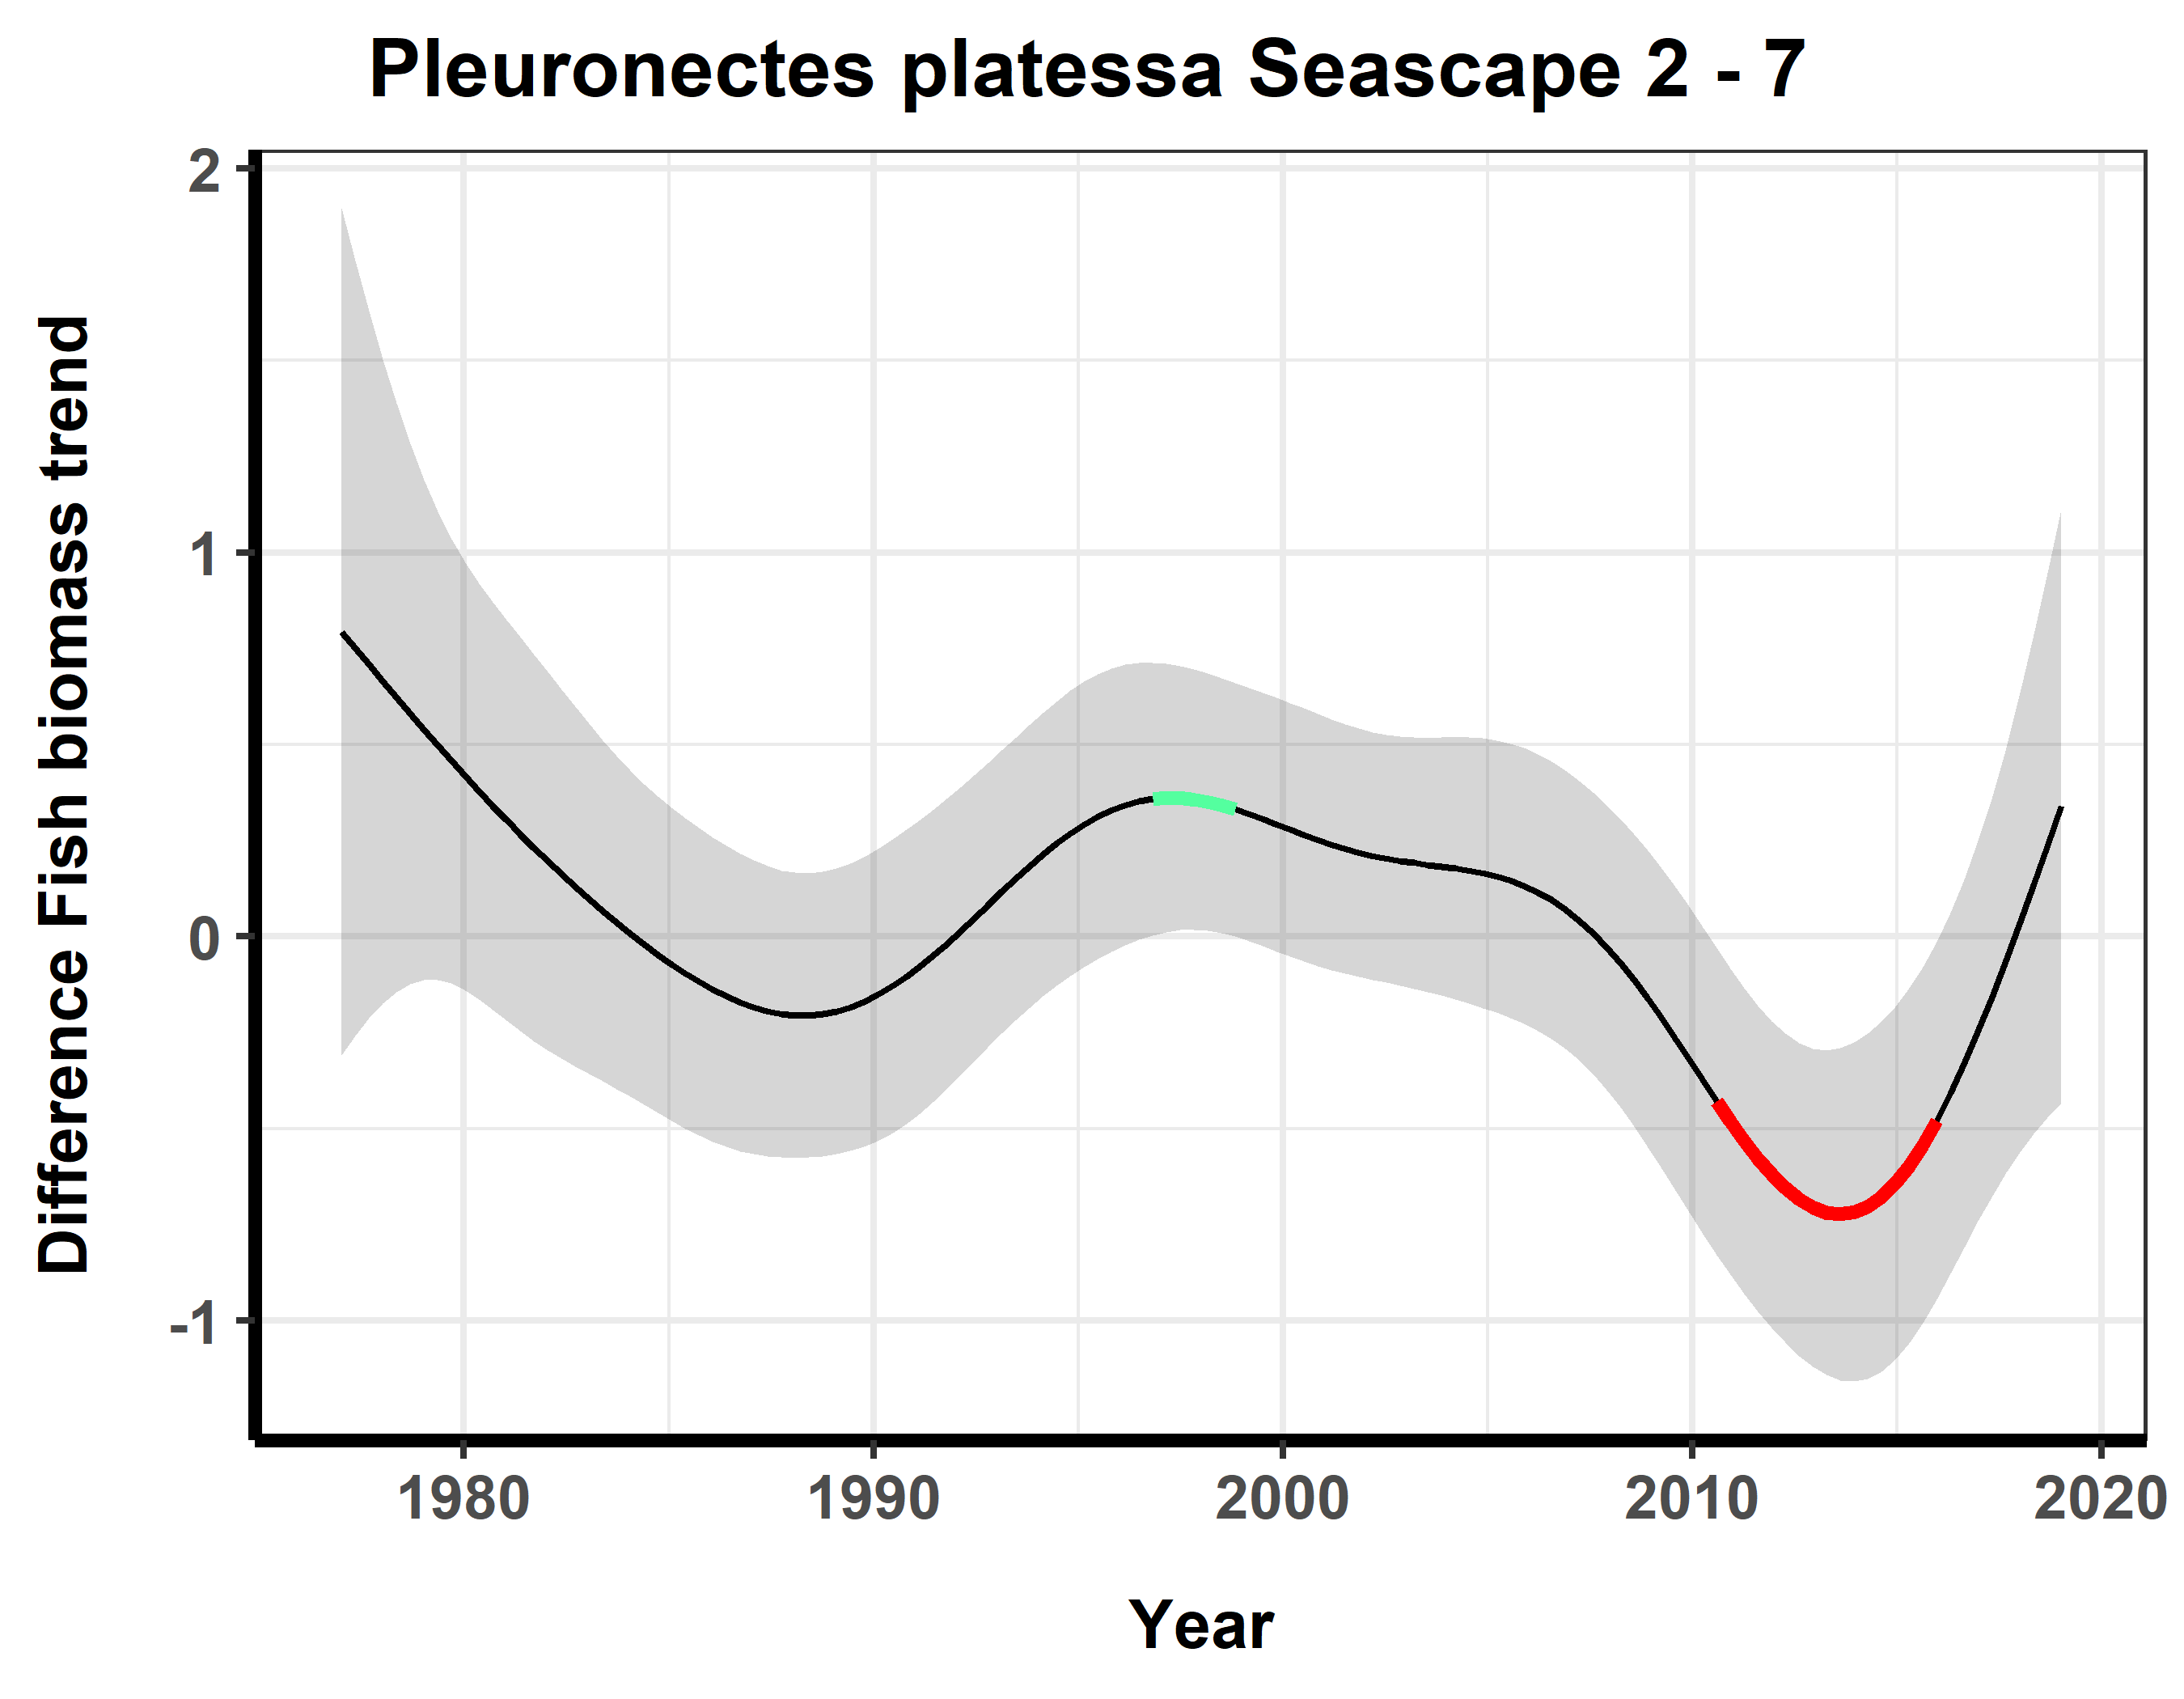 Pleuronectes platessa Seascape 2 - 7
Difference Fish biomass trend
2
1
0
-1
1980 1990 2000 2010 2020
Year